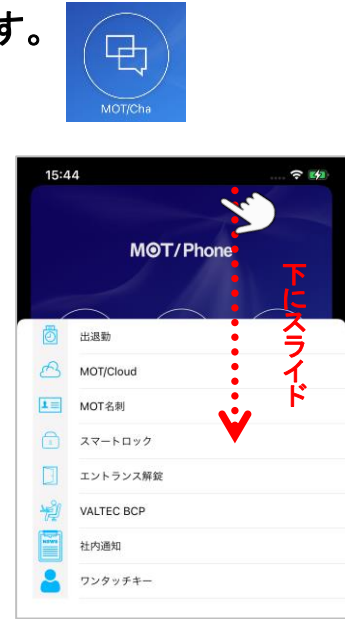 す。
MOT/Cha
15:44
MOT/Phone
下にスライド
出退勤
MOT/Cloud
MOT名刺
スマートロック
エントランス解錠
VALTEC BCP
NEWS
社内通知
ワンタッチキー